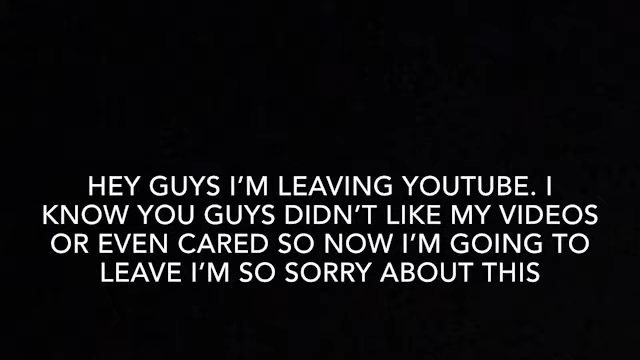 HEY GUYS I’M LEAVING YOUTUBE. I
KNOW YOU GUYS DIDN’T LIKE MY VIDEOS
OR EVEN CARED SO NOW I’M GOING TO
LEAVE I’M SO SORRY ABOUT THIS